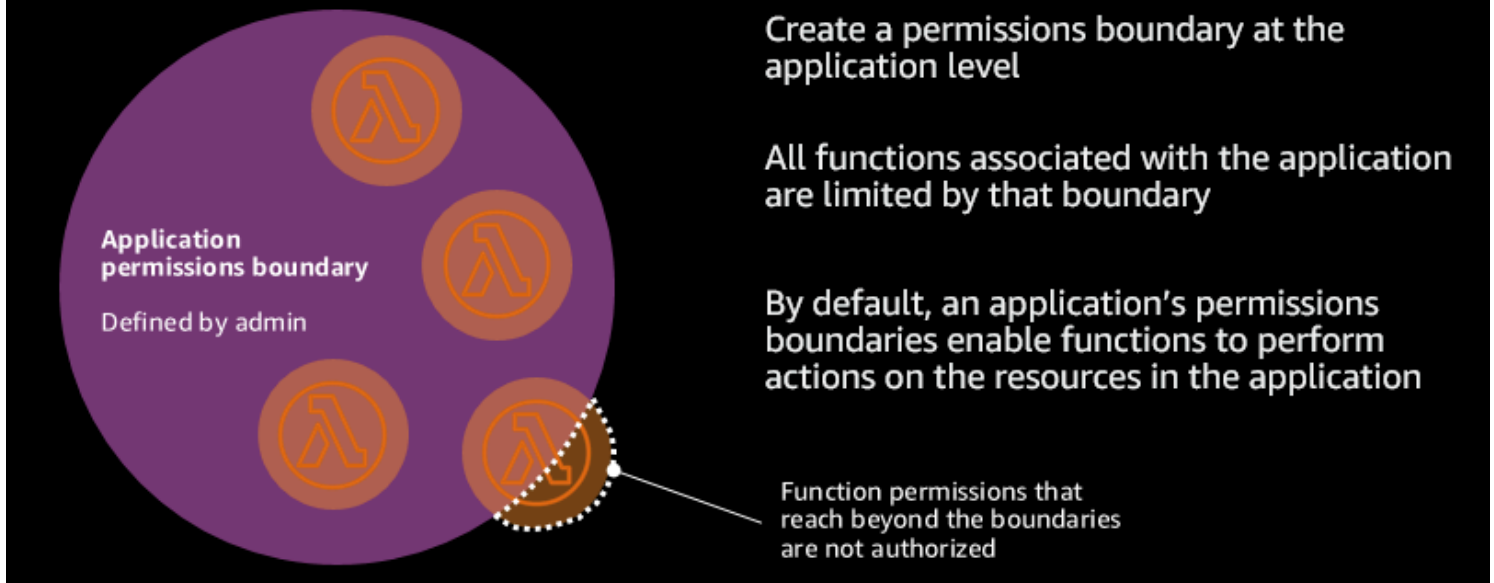 Application
permissions boundary
Defined by admin
Create a permissions boundary at the
application level
All functions associated with the application
are limited by that boundary
By default, an application’s permissions
boundaries enable functions to perform
actions on the resources in the application
Function permissions that
reach beyond the boundaries
are not authorized